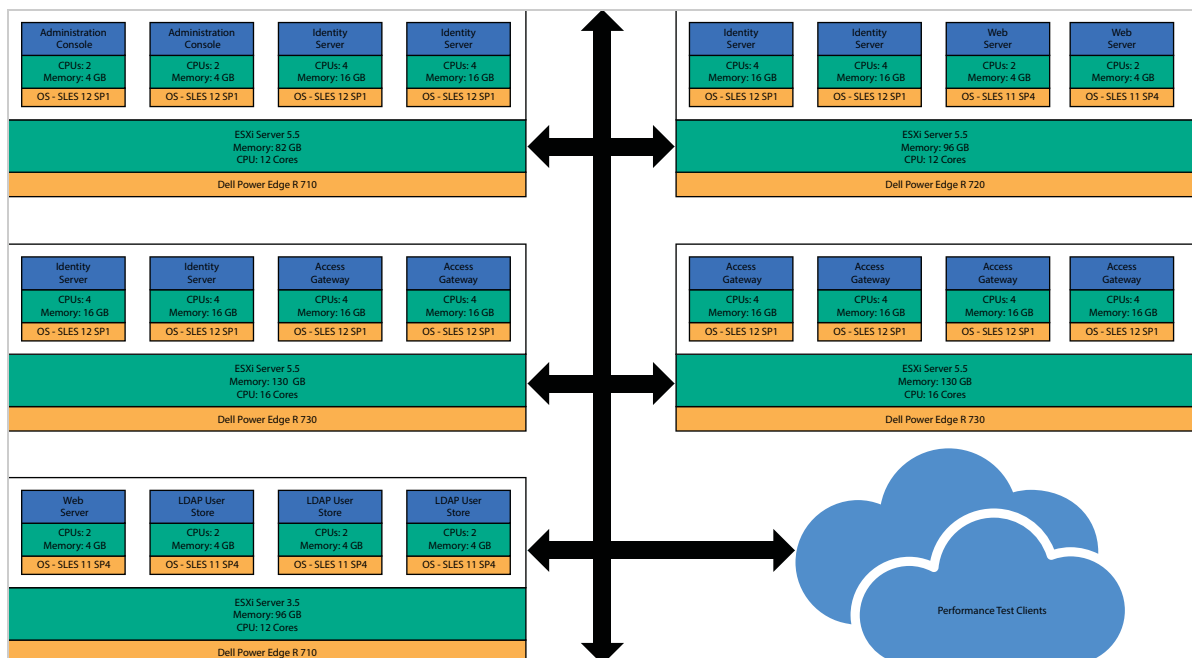 Administration
Console
CPUs: 2
Memory: 4 GB
OS - SLES 12 SP1
Administration
Console
CPUs: 2
Memory: 4 GB
OS - SLES 12 SP1
Identity
Server
CPUs: 4
Memory: 16 GB
OS - SLES 12 SP1
Identity
Server
CPUs: 4
Memory: 16 GB
OS - SLES 12 SP1
ESXi Server 5.5
Memory: 82 GB
CPU: 12 Cores
Dell Power Edge R 710
Identity
Server
CPUs: 4
Memory: 16 GB
OS - SLES 12 SP1
Identity
Server
CPUs: 4
Memory: 16 GB
OS - SLES 12 SP1
Web
Server
CPUs: 2
Memory: 4 GB
OS - SLES 11 SP4
Web
Server
CPUs: 2
Memory: 4 GB
OS - SLES 11 SP4
ESXi Server 5.5
Memory: 96 GB
CPU: 12 Cores
Dell Power Edge R 720
Identity
Server
CPUs: 4
Memory: 16 GB
OS - SLES 12 SP1
Identity
Server
CPUs: 4
Memory: 16 GB
OS - SLES 12 SP1
Access
Gateway
CPUs: 4
Memory: 16 GB
OS - SLES 12 SP1
Access
Gateway
CPUs: 4
Memory: 16 GB
OS - SLES 12 SP1
ESXi Server 5.5
Memory: 130 GB
CPU: 16 Cores
Dell Power Edge R 730
Access
Gateway
CPUs: 4
Memory: 16 GB
OS - SLES 12 SP1
Access
Gateway
CPUs: 4
Memory: 16 GB
OS - SLES 12 SP1
Access
Gateway
CPUs: 4
Memory: 16 GB
OS - SLES 12 SP1
Access
Gateway
CPUs: 4
Memory: 16 GB
OS - SLES 12 SP1
ESXi Server 5.5
Memory: 130 GB
CPU: 16 Cores
Dell Power Edge R 730
Web
Server
CPUs: 2
Memory: 4 GB
OS - SLES 11 SP4
LDAP User
Store
CPUs: 2
Memory: 4 GB
OS - SLES 11 SP4
LDAP User
Store
CPUs: 2
Memory: 4 GB
OS - SLES 11 SP4
LDAP User
Store
CPUs: 2
Memory: 4 GB
OS - SLES 11 SP4
ESXi Server 3.5
Memory: 96 GB
CPU: 12 Cores
Dell Power Edge R 710
Performance Test Clients